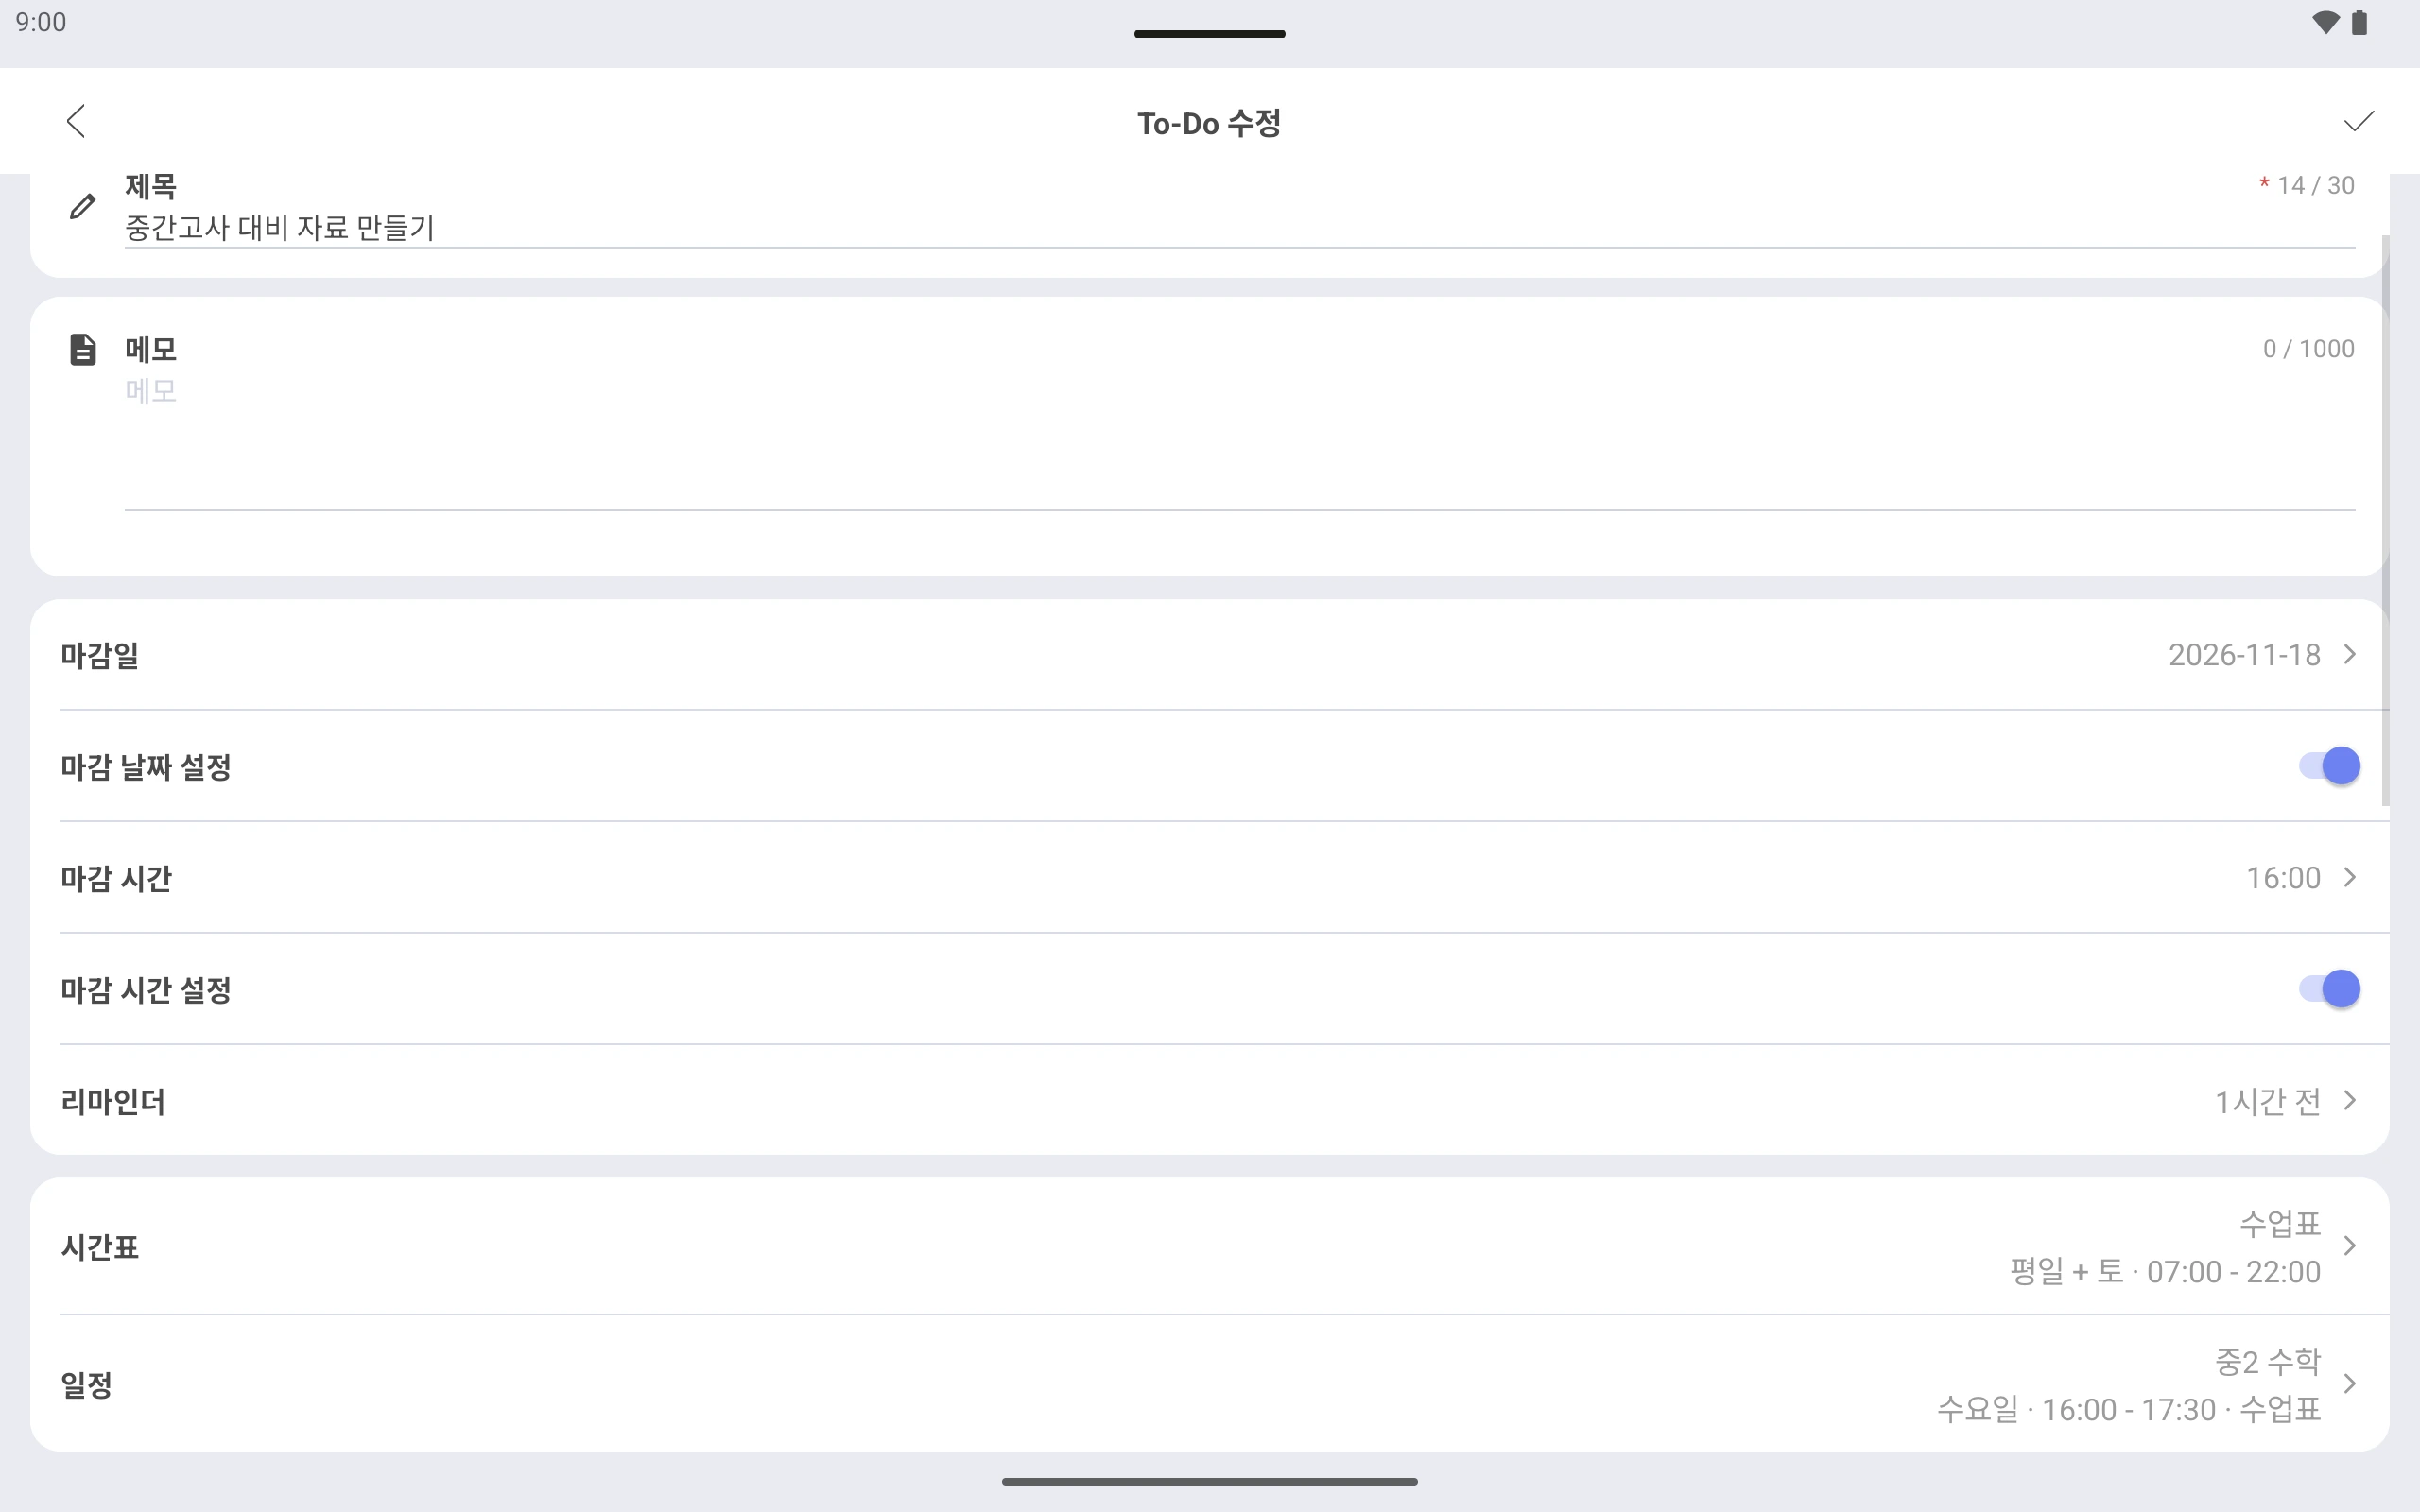 9:00
To-Do 수정
제목
* 14 / 30
중간고사 대비 자료 만들기
메모
0 / 1000
메모
마감일
2026-11-18
마감 날짜 설정
마감 시간
16:00
마감 시간 설정
리마인더
1시간 전
시간표
수업표
평일 + 토 · 07:00 - 22:00
일정
중2 수학
수요일 · 16:00 - 17:30 · 수업표